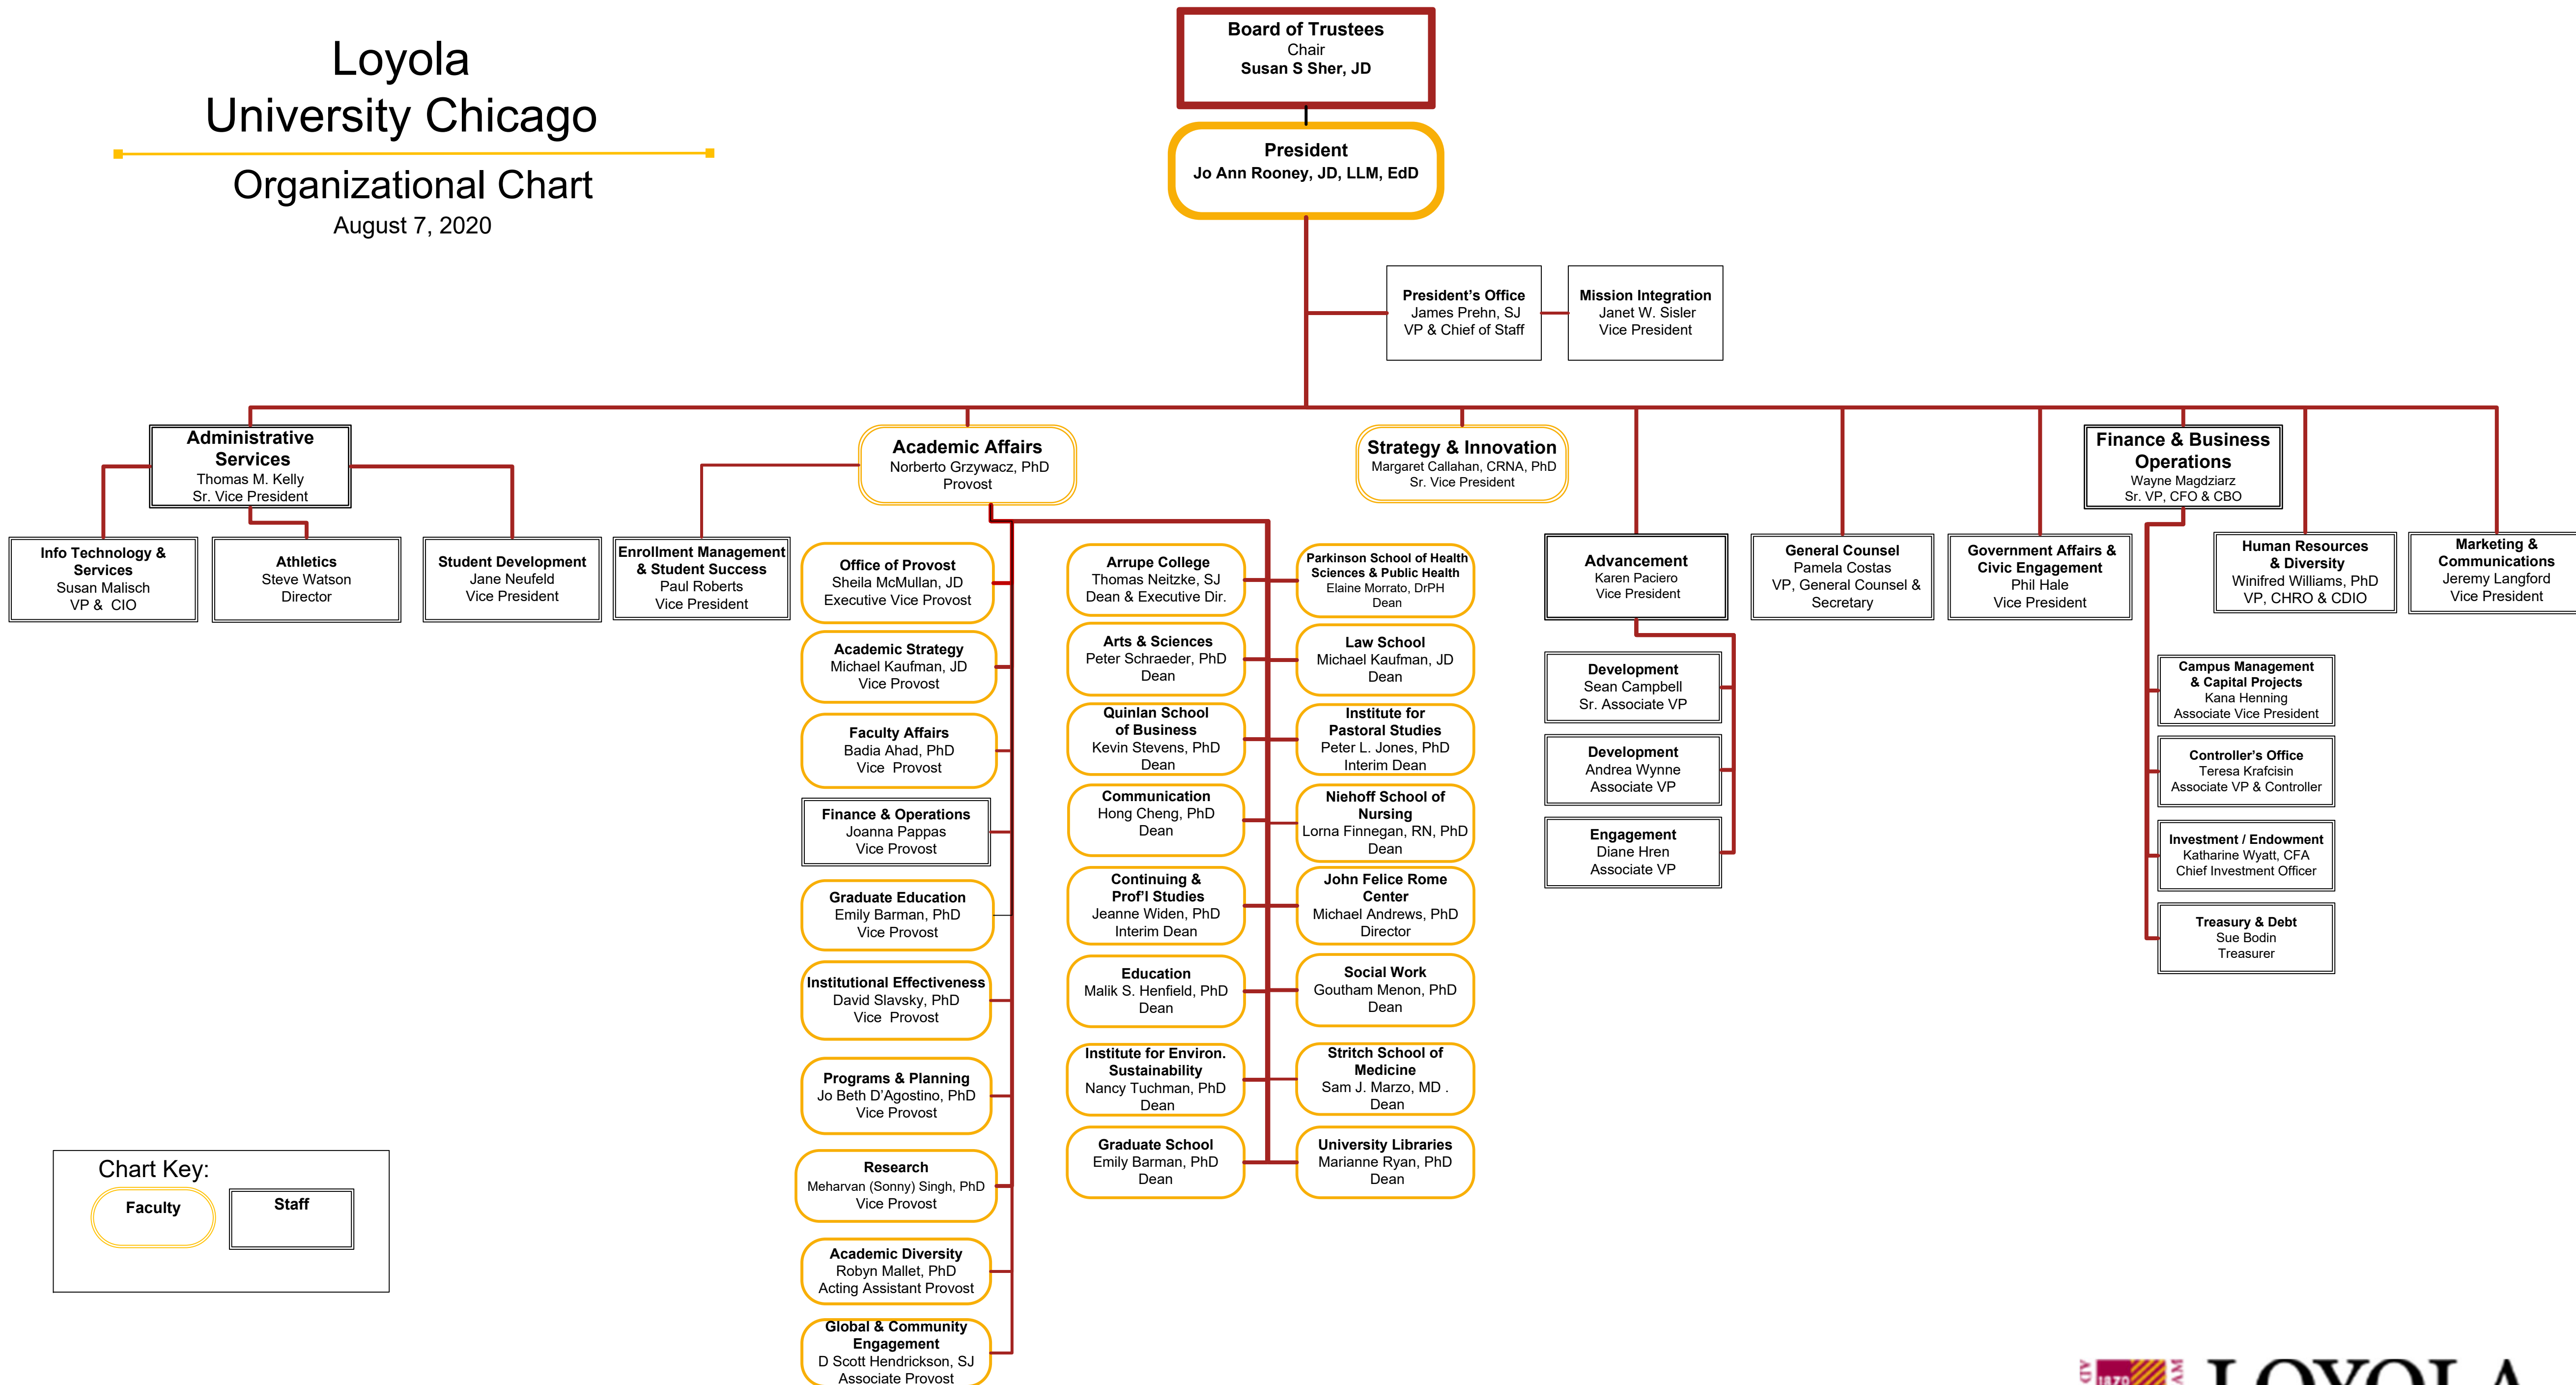 Loyola
University Chicago
Organizational Chart
August 7, 2020
Board of Trustees
Chair
Susan S Sher, JD
President
Jo Ann Rooney, JD, LLM, EdD
President’s Office
James Prehn, SJ
VP & Chief of Staff
Mission Integration
Janet W. Sisler
Vice President
Administrative
Services
Thomas M. Kelly
Sr. Vice President
Academic Affairs
Norberto Grzywacz, PhD
Provost
Strategy & Innovation
Margaret Callahan, CRNA, PhD
Sr. Vice President
Finance & Business
Operations
Wayne Magdziarz
Sr. VP, CFO & CBO
Info Technology &
Services
Susan Malisch
VP &  CIO
Athletics
Steve Watson
Director
Student Development
Jane Neufeld
Vice President
Enrollment Management
& Student Success
Paul Roberts
Vice President
Office of Provost
Sheila McMullan, JD
Executive Vice Provost
Academic Strategy
Michael Kaufman, JD
Vice Provost
Faculty Affairs
Badia Ahad, PhD
Vice  Provost
Finance & Operations
Joanna Pappas
Vice Provost
Graduate Education
Emily Barman, PhD
Vice Provost
Institutional Effectiveness
David Slavsky, PhD
Vice  Provost
Programs & Planning
Jo Beth D’Agostino, PhD
Vice Provost
Research
Meharvan (Sonny) Singh, PhD
Vice Provost
Academic Diversity
Robyn Mallet, PhD
Acting Assistant Provost
Global & Community
Engagement
D Scott Hendrickson, SJ
Associate Provost
Arrupe College
Thomas Neitzke, SJ
Dean & Executive Dir.
Arts & Sciences
Peter Schraeder, PhD
Dean
Quinlan School
of Business
Kevin Stevens, PhD
Dean
Communication
Hong Cheng, PhD
Dean
Continuing &
Prof’l Studies
Jeanne Widen, PhD
Interim Dean
Education
Malik S. Henfield, PhD
Dean
Institute for Environ.
Sustainability
Nancy Tuchman, PhD
Dean
Graduate School
Emily Barman, PhD
Dean
Parkinson School of Health
Sciences & Public Health
Elaine Morrato, DrPH
Dean
Law School
Michael Kaufman, JD
Dean
Institute for
Pastoral Studies
Peter L. Jones, PhD
Interim Dean
Niehoff School of
Nursing
Lorna Finnegan, RN, PhD
Dean
John Felice Rome
Center
Michael Andrews, PhD
Director
Social Work
Goutham Menon, PhD
Dean
Stritch School of
Medicine
Sam J. Marzo, MD .
Dean
University Libraries
Marianne Ryan, PhD
Dean
Advancement
Karen Paciero
Vice President
Development
Sean Campbell
Sr. Associate VP
Development
Andrea Wynne
Associate VP
Engagement
Diane Hren
Associate VP
General Counsel
Pamela Costas
VP, General Counsel &
Secretary
Government Affairs &
Civic Engagement
Phil Hale
Vice President
Human Resources
& Diversity
Winifred Williams, PhD
VP, CHRO & CDIO
Marketing &
Communications
Jeremy Langford
Vice President
Campus Management
& Capital Projects
Kana Henning
Associate Vice President
Controller’s Office
Teresa Krafcisin
Associate VP & Controller
Investment / Endowment
Katharine Wyatt, CFA
Chief Investment Officer
Treasury & Debt
Sue Bodin
Treasurer
Chart Key:
Faculty
Staff
1870
AD
LOYOLA